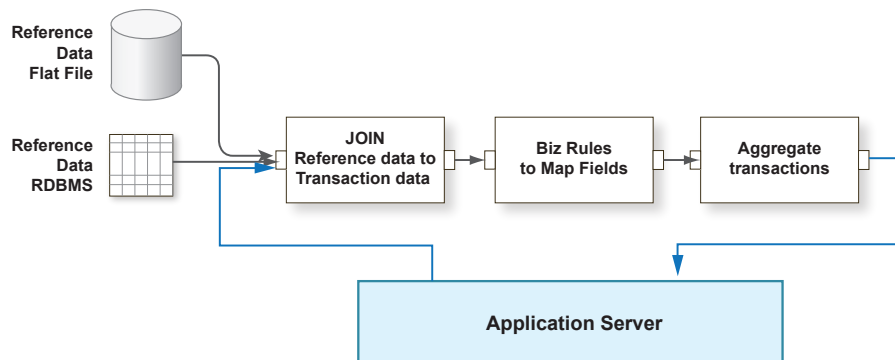 Reference
Data
Flat File
Reference
Data
RDBMS
JOIN
Reference data to
Transaction data
Biz Rules
to Map Fields
Aggregate
transactions
Application Server